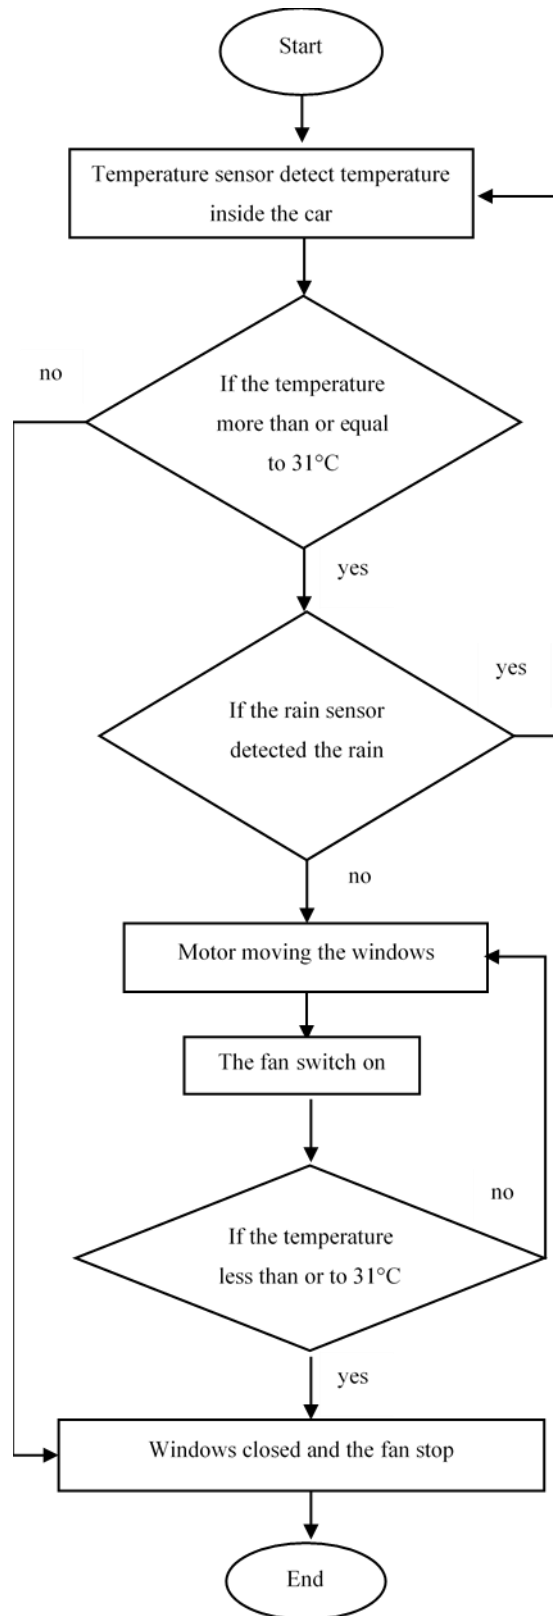 Start
Temperature sensor detect temperature
inside the car
no
If the temperature
more than or equal
to 31°C
yes
yes
If the rain sensor
detected the rain
no
Motor moving the windows
The fan switch on
no
If the temperature
less than or to 31°C
yes
Windows closed and the fan stop
End